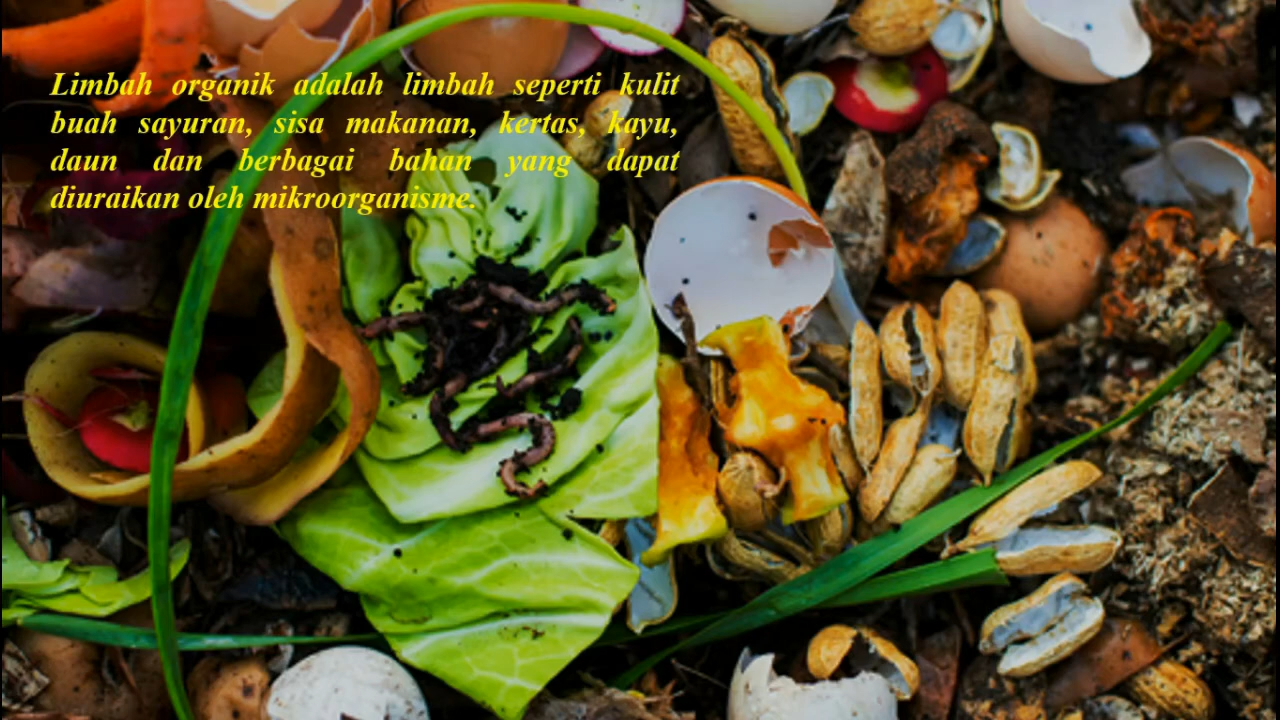 Limbah organik adalah limbah seperti kulit
buah sayuran, sisa makanan, kertas, kayu,
daun dan berbagai bahan yang dapat
diuraikan oleh mikroorganisme.